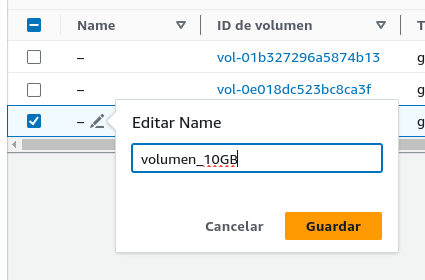 Name ID de volumen T
– vol-01b327296a5874b13 g
– vol-0e018dc523bc8ca3f g
– g
Editar Name
volumen_10GB
Cancelar Guardar